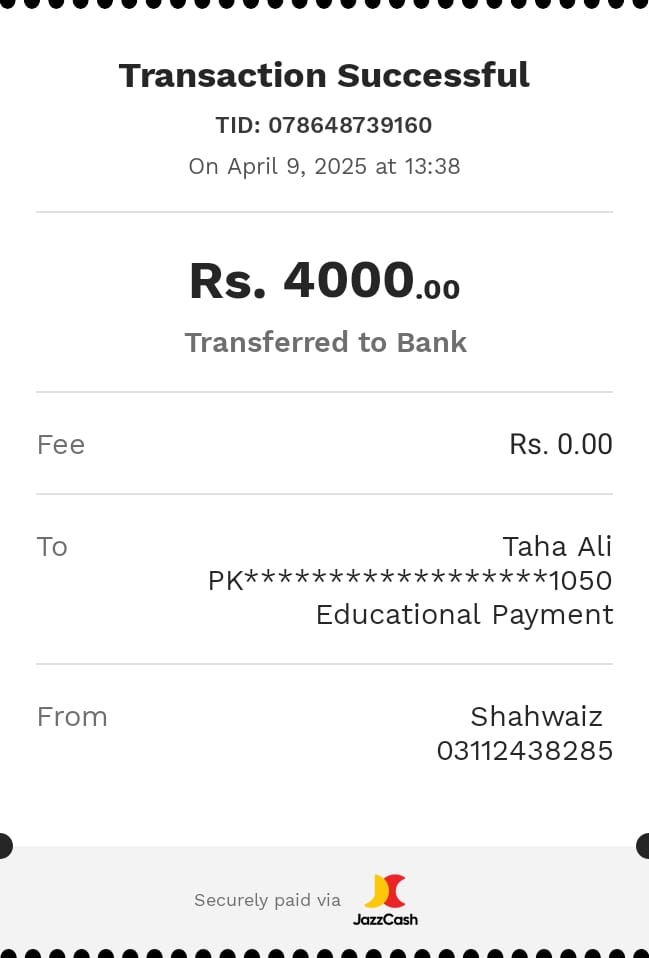 Transaction Successful
TID: 078648739160
On April 9, 2025 at 13:38
Rs. 4000.00
Transferred to Bank
Fee Rs. 0.00
To Taha Ali
PK******************1050
Educational Payment
From Shahwaiz
03112438285
Securely paid via JazzCash